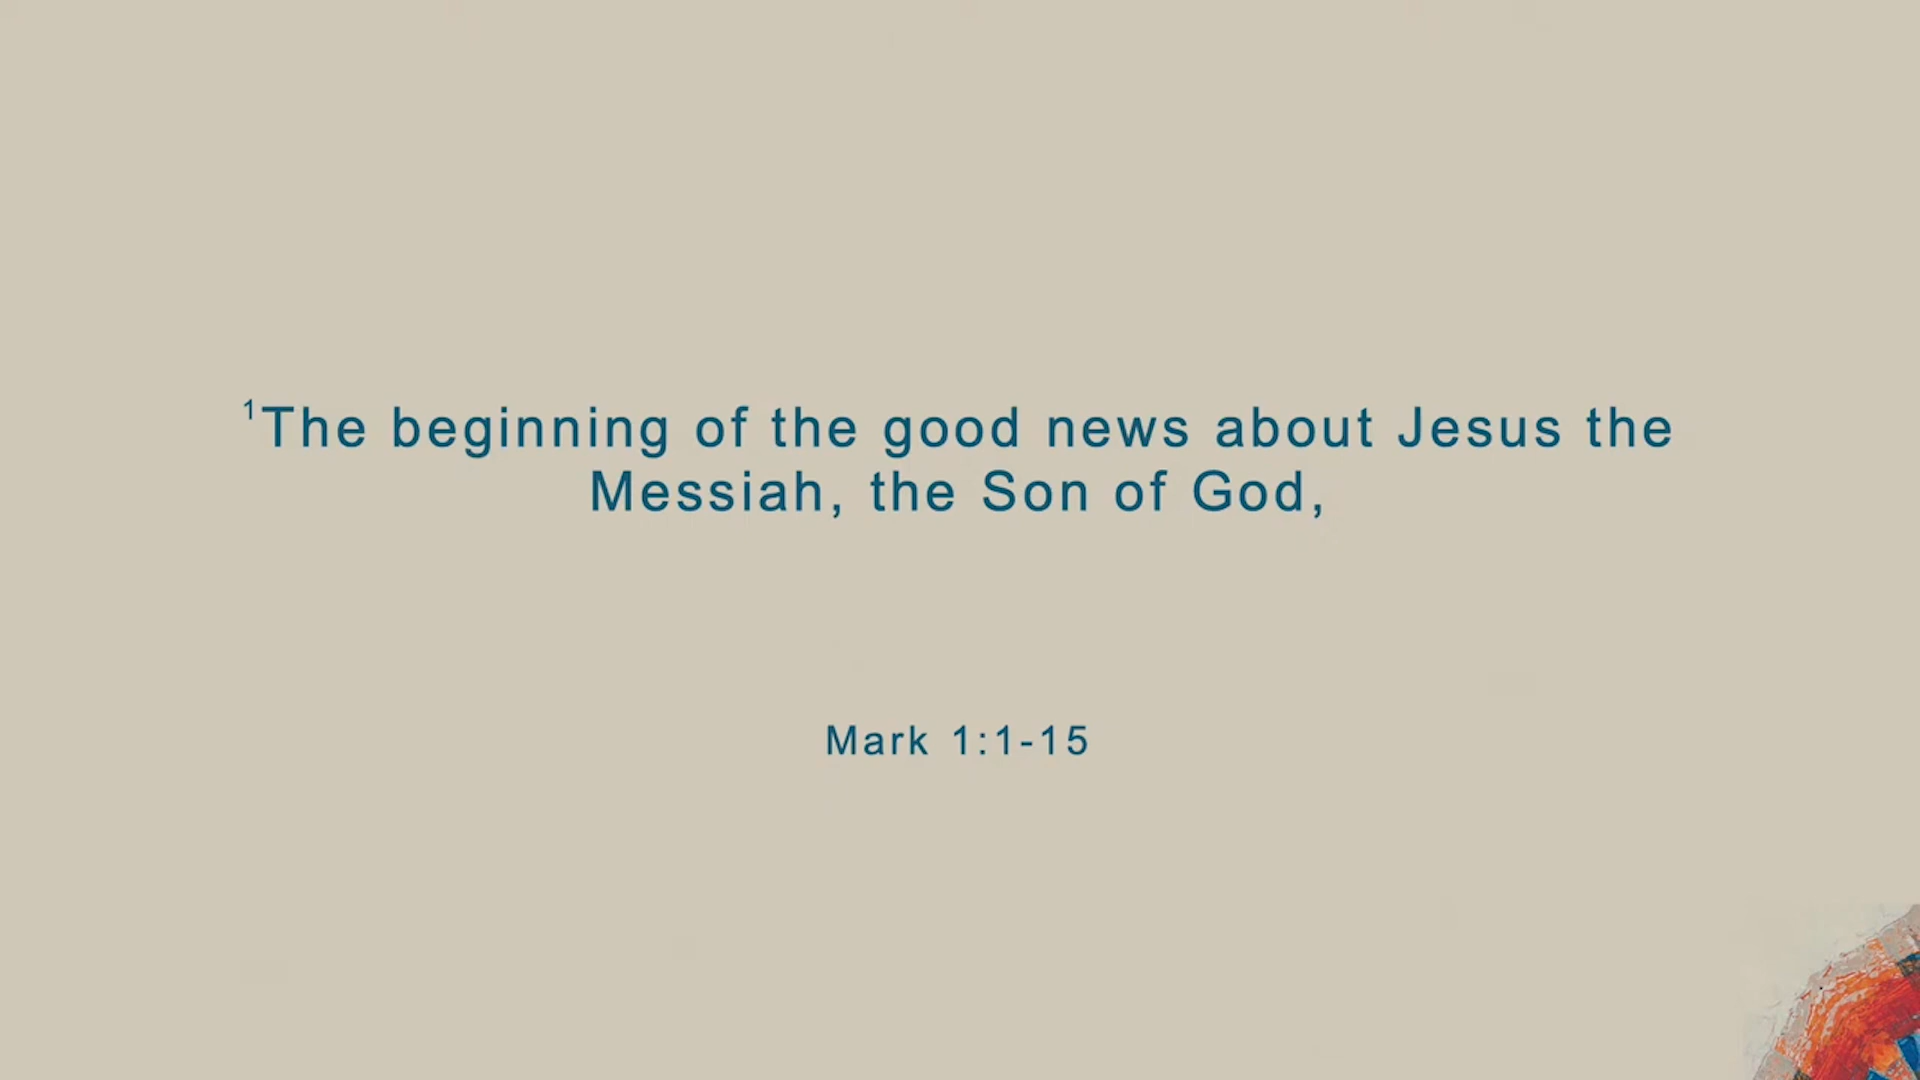 ¹The beginning of the good news about Jesus the
Messiah, the Son of God,
Mark 1:1-15